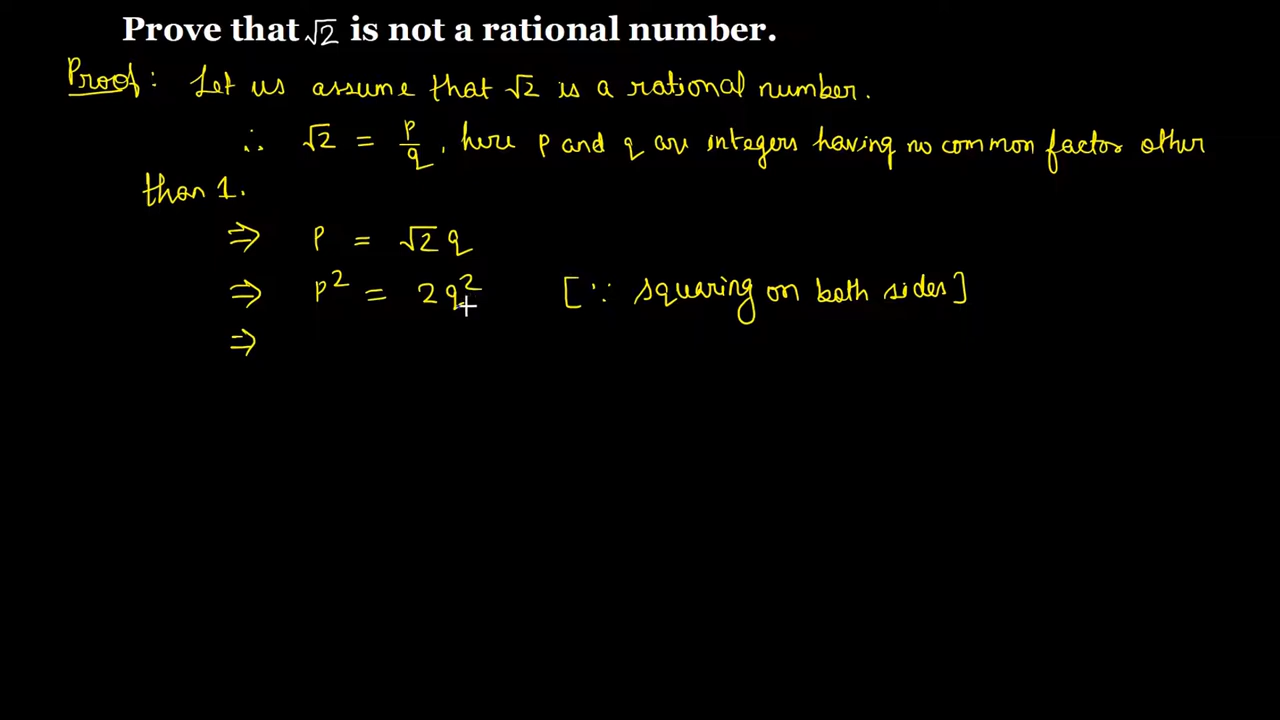 Prove that √2 is not a rational number.
Proof: Let us assume that √2 is a rational number.
∴ √2 = p/q, here p and q are integers having no common factor other
than 1.
⇒ p = √2 q
⇒ p² = 2q² [∵ squaring on both sides]
⇒